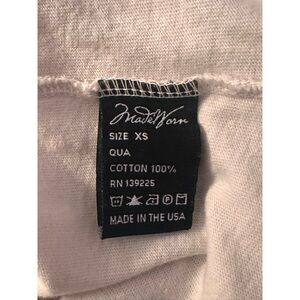 MadeWorn
SIZE XS
QUA
COTTON 100%
RN 139225
MADE IN THE USA